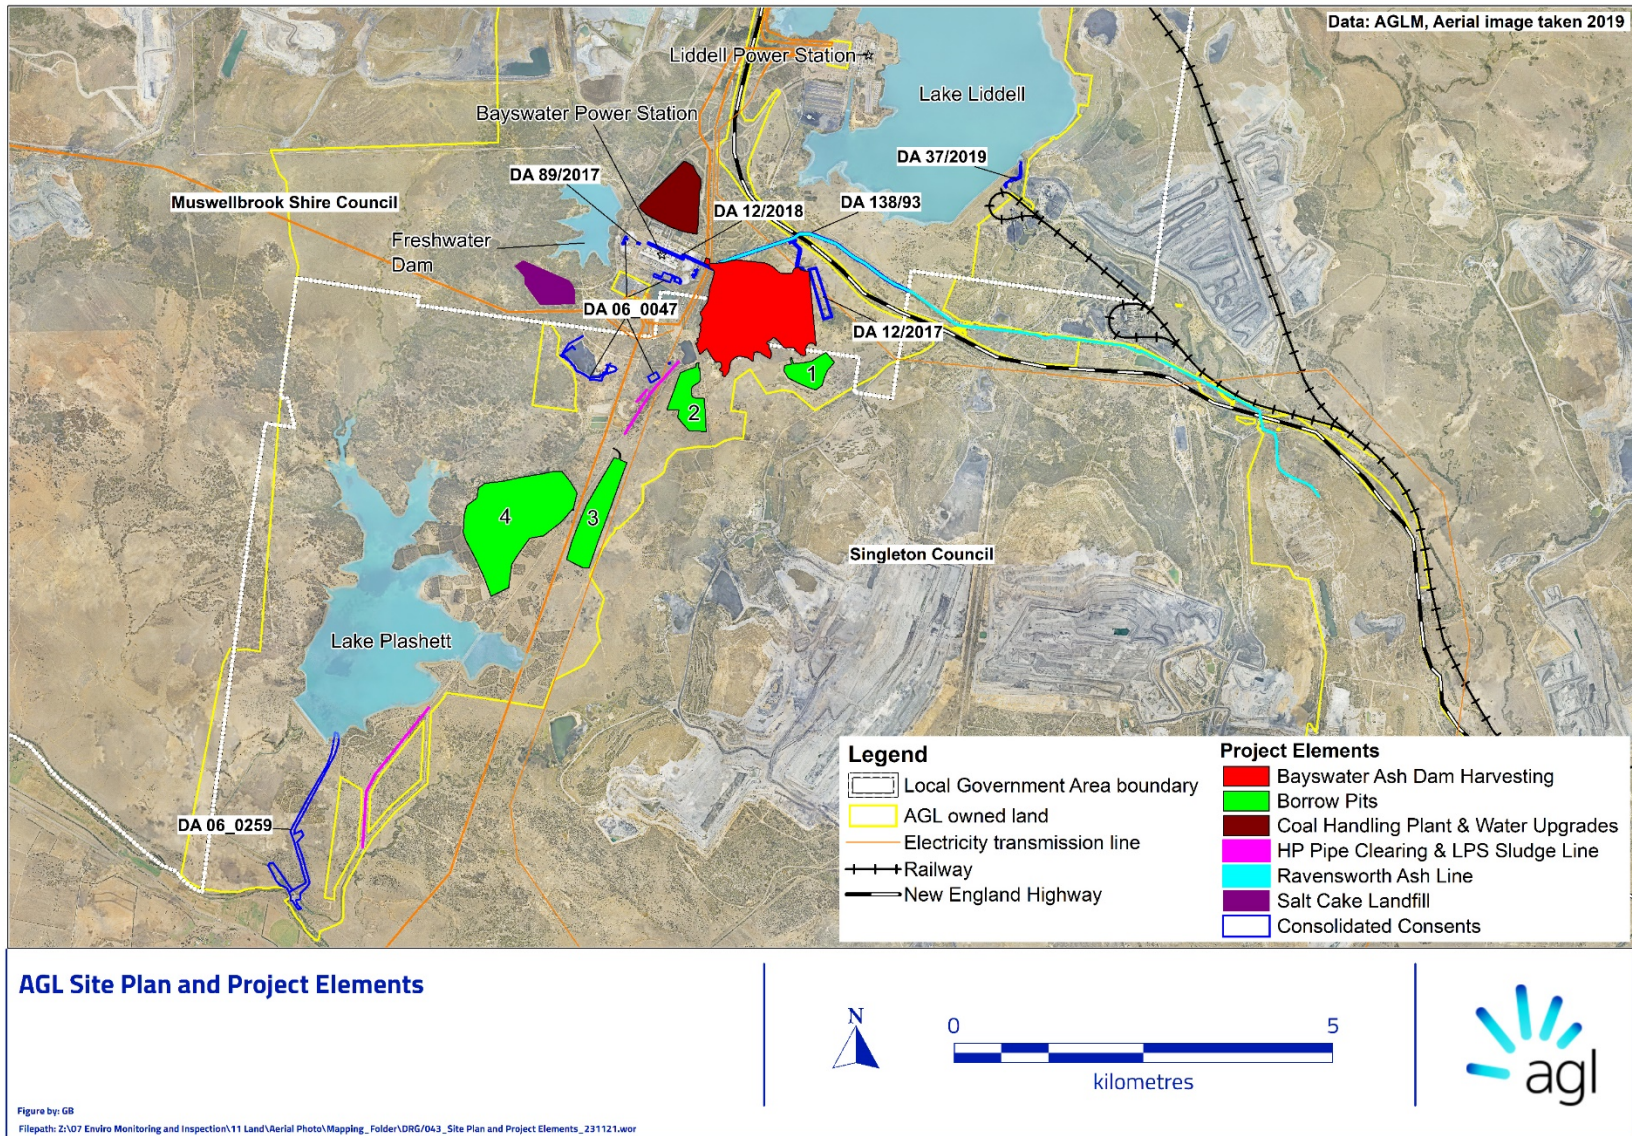 Data: AGLM, Aerial image taken 2019
Liddell Power Station
Lake Liddell
Bayswater Power Station
DA 37/2019
DA 89/2017
Muswellbrook Shire Council
DA 12/2018
DA 138/93
Freshwater
Dam
DA 06_0047
DA 12/2017
1
2
4
3
Singleton Council
Lake Plashett
DA 06_0259
Legend
Local Government Area boundary
AGL owned land
Electricity transmission line
Railway
New England Highway
Project Elements
Bayswater Ash Dam Harvesting
Borrow Pits
Coal Handling Plant & Water Upgrades
HP Pipe Clearing & LPS Sludge Line
Ravensworth Ash Line
Salt Cake Landfill
Consolidated Consents
AGL Site Plan and Project Elements
N
0 5
kilometres
agl
Figure by: GB
Filepath: Z:\07 Enviro Monitoring and Inspection\11 Land\Aerial Photo\Mapping_Folder\DRG/043_Site Plan and Project Elements_231121.wor